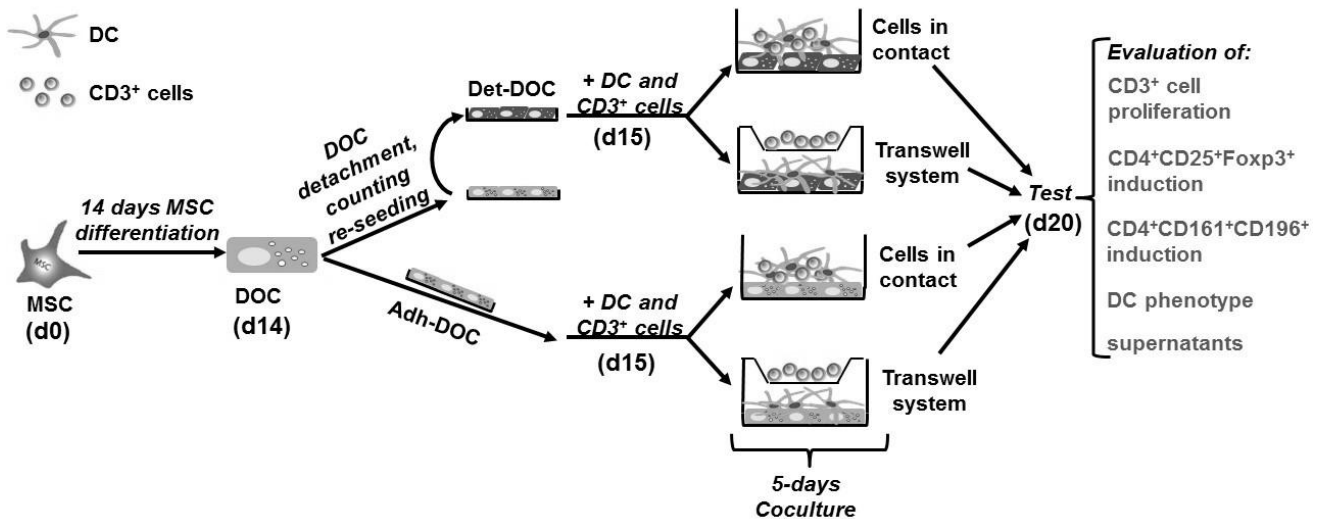 DC
CD3⁺ cells
14 days MSC
differentiation
MSC
MSC
(d0)
DOC
(d14)
DOC
detachment,
counting
re-seeding
Det-DOC
Adh-DOC
+ DC and
CD3⁺ cells
(d15)
+ DC and
CD3⁺ cells
(d15)
Cells in
contact
Transwell
system
Cells in
contact
Transwell
system
5-days
Coculture
Test
(d20)
Evaluation of:
CD3⁺ cell
proliferation
CD4⁺CD25⁺Foxp3⁺
induction
CD4⁺CD161⁺CD196⁺
induction
DC phenotype
supernatants